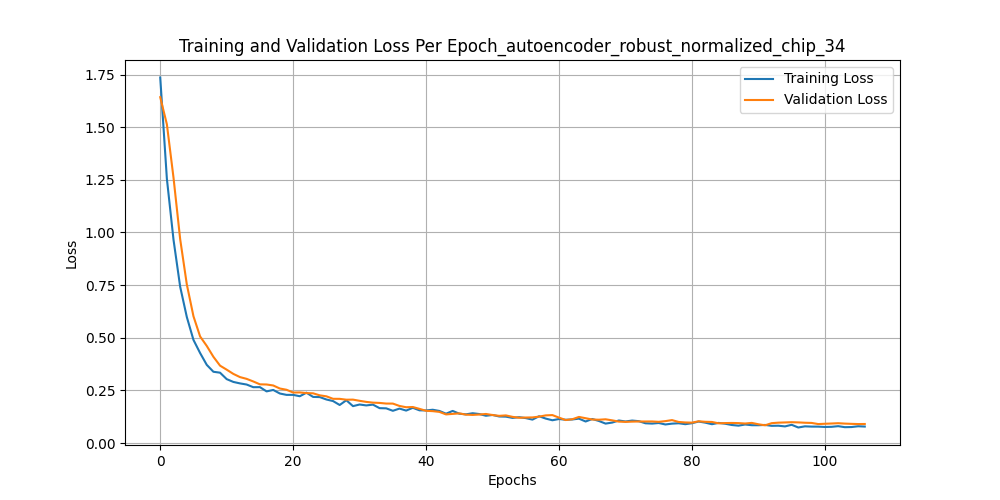 Training and Validation Loss Per Epoch_autoencoder_robust_normalized_chip_34
Training Loss
Validation Loss
1.75
1.50
1.25
1.00
0.75
0.50
0.25
0.00
Loss
0 20 40 60 80 100
Epochs